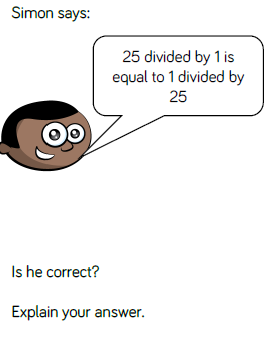 Simon says:
25 divided by 1 is
equal to 1 divided by
25
Is he correct?
Explain your answer.